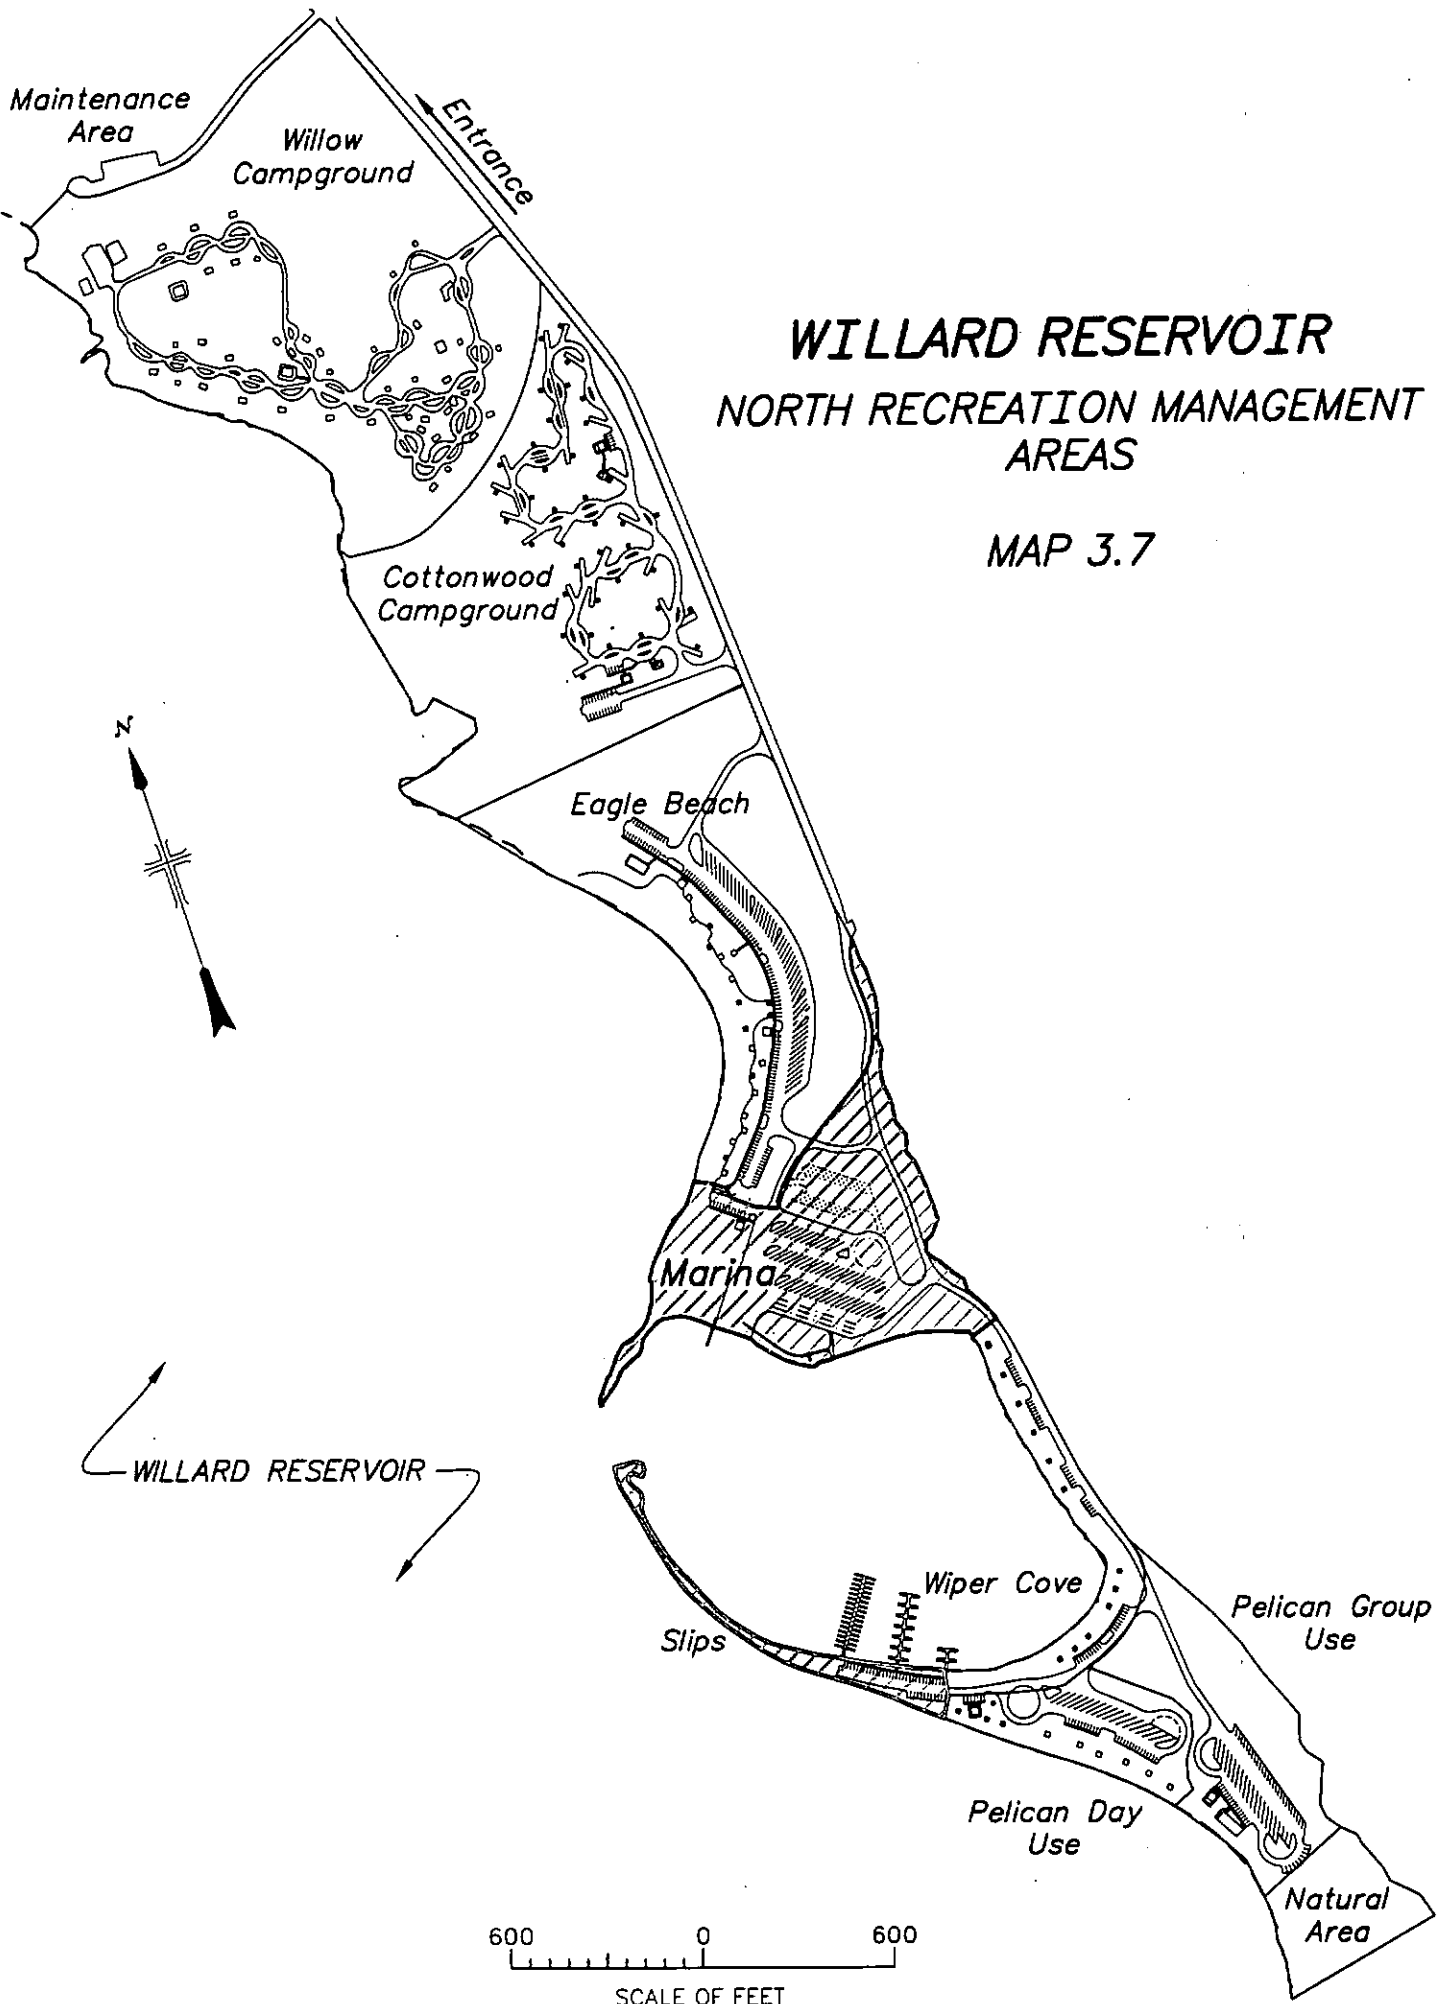 Maintenance
Area
Willow
Campground
Entrance
WILLARD RESERVOIR
NORTH RECREATION MANAGEMENT
AREAS
MAP 3.7
Cottonwood
Campground
N
Eagle Beach
Marina
WILLARD RESERVOIR
Wiper Cove
Slips
Pelican Group
Use
Pelican Day
Use
Natural
Area
600 0 600
SCALE OF FEET